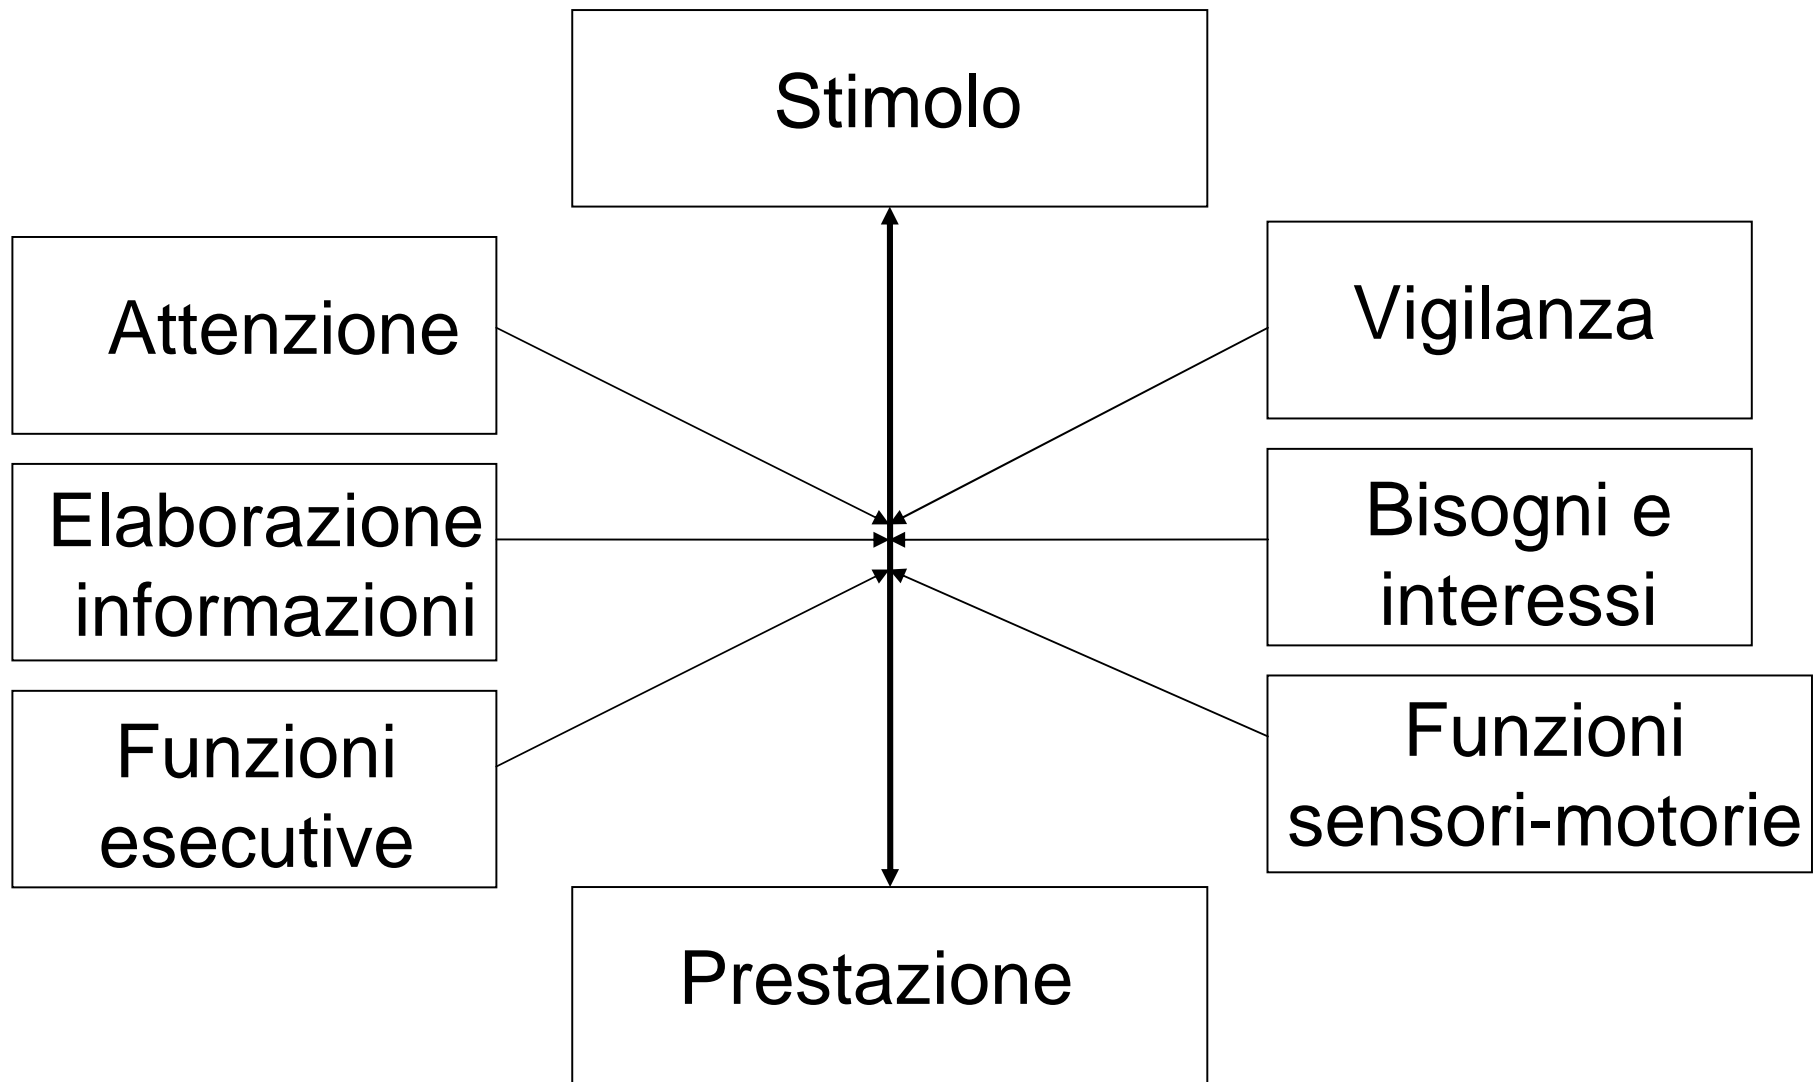 Stimolo
Attenzione
Vigilanza
Elaborazione
informazioni
Bisogni e
interessi
Funzioni
esecutive
Funzioni
sensori-motorie
Prestazione